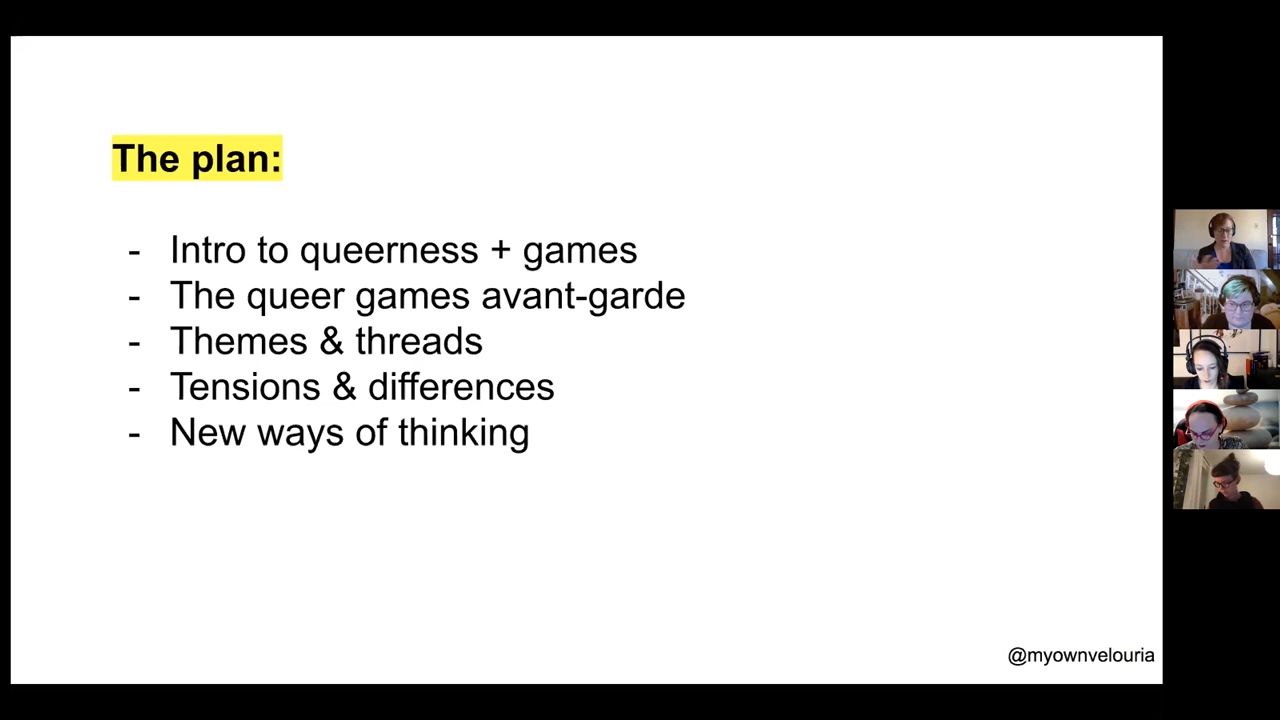 The plan:
- Intro to queerness + games
- The queer games avant-garde
- Themes & threads
- Tensions & differences
- New ways of thinking
@myownvelouria